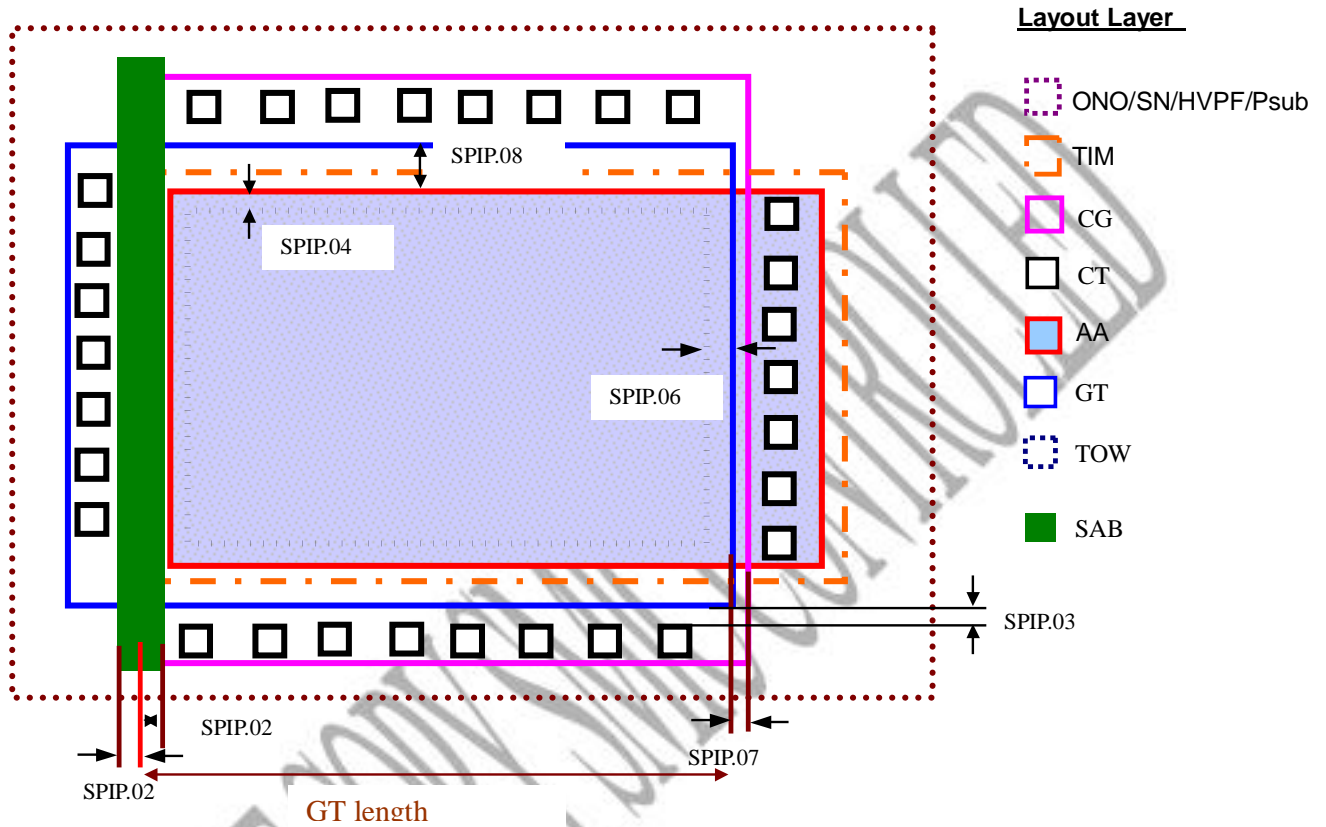 Layout Layer
ONO/SN/HVPF/Psub
TIM
CG
CT
AA
GT
TOW
SAB
SPIP.08
SPIP.04
SPIP.06
SPIP.03
SPIP.02
SPIP.07
SPIP.02
GT length